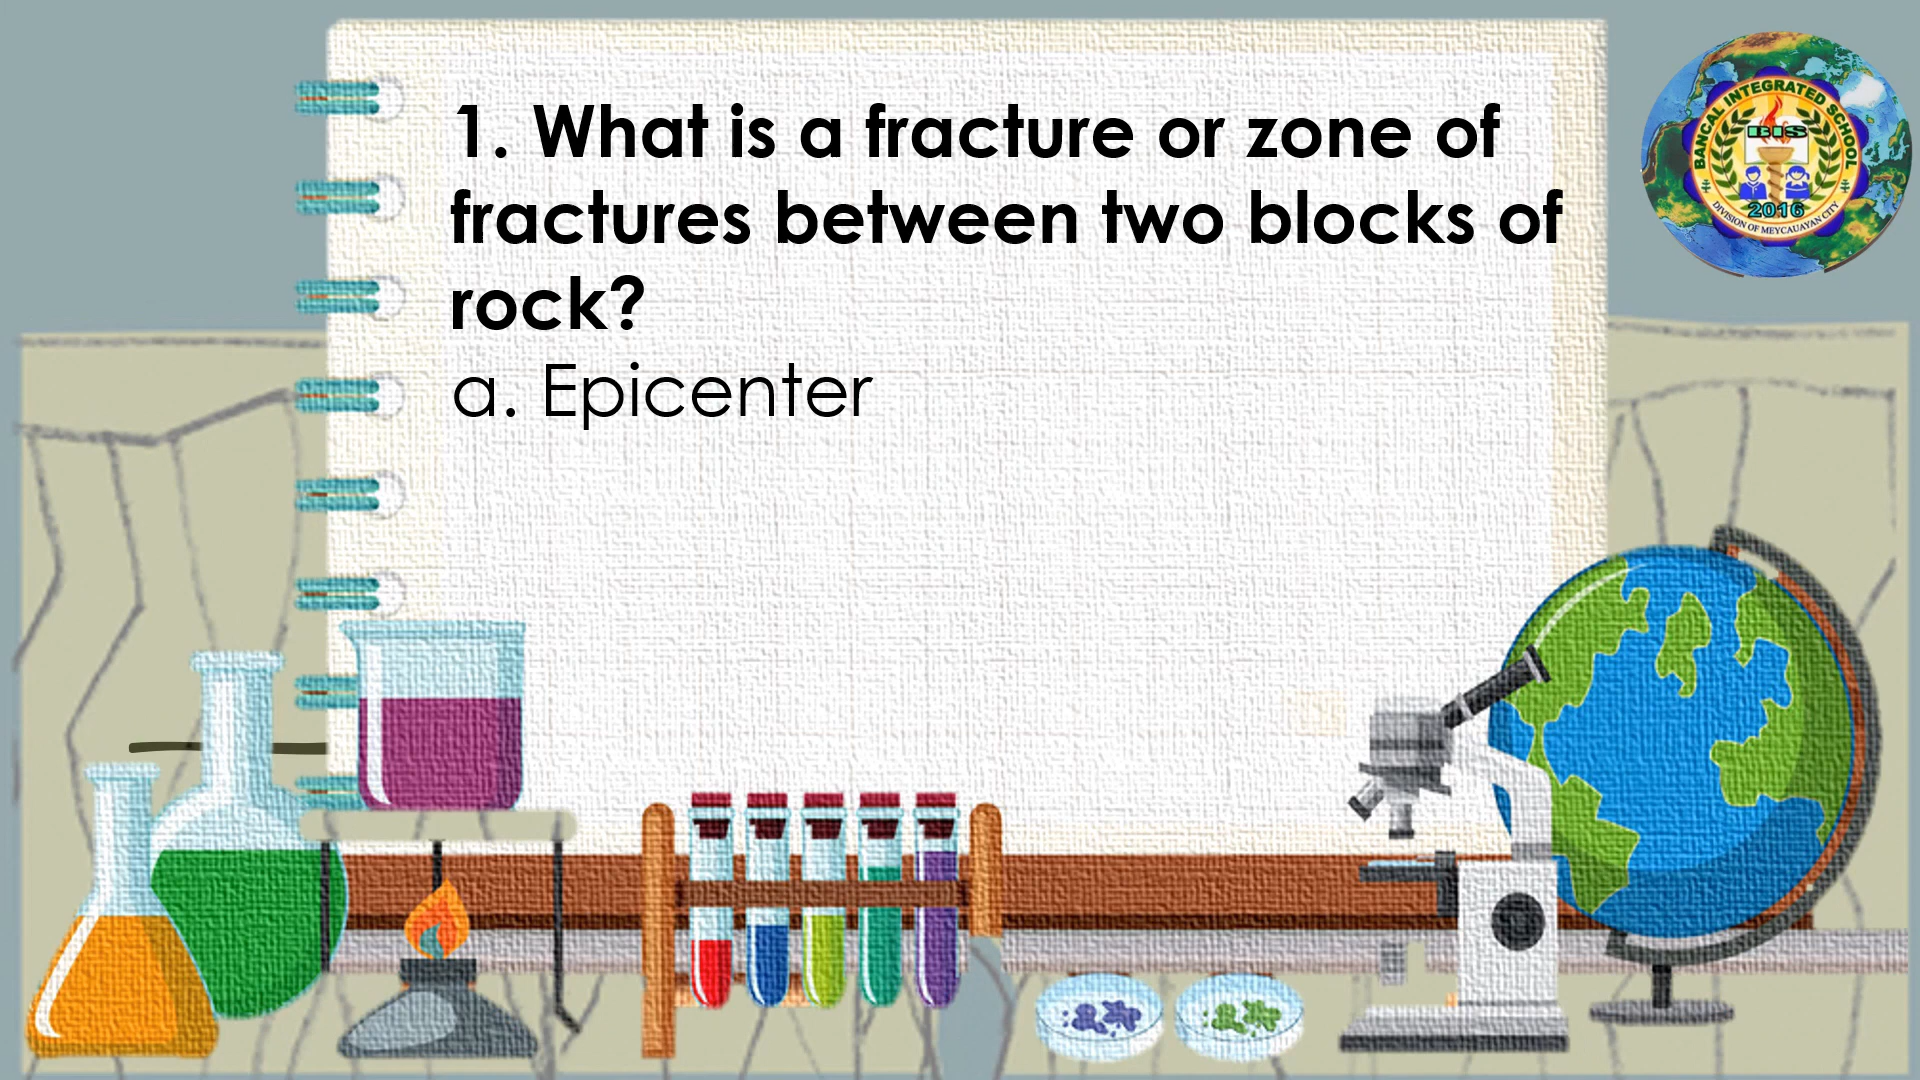 1. What is a fracture or zone of
fractures between two blocks of
rock?
a. Epicenter
BANCAL INTEGRATED SCHOOL
BIS
2016
DIVISION OF MEYCAUAYAN CITY